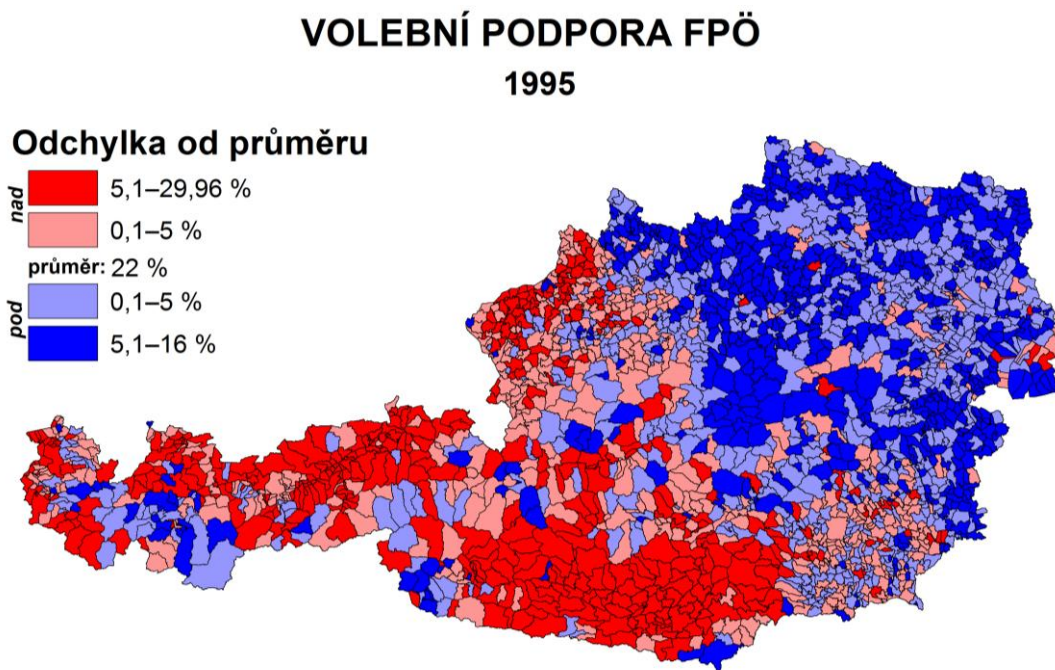 VOLEBNÍ PODPORA FPÖ
1995
Odchylka od průměru
nad
5,1–29,96 %
0,1–5 %
průměr: 22 %
pod
0,1–5 %
5,1–16 %